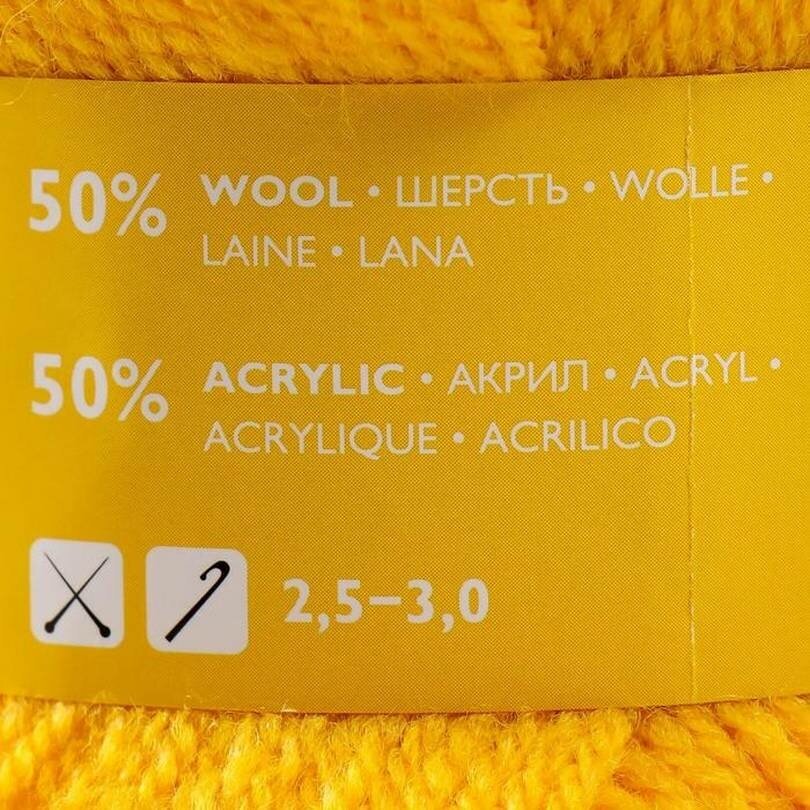 50% WOOL • ШЕРСТЬ • WOLLE •
LAINE • LANA
50% ACRYLIC • АКРИЛ • ACRYL •
ACRYLIQUE • ACRILICO
2,5–3,0